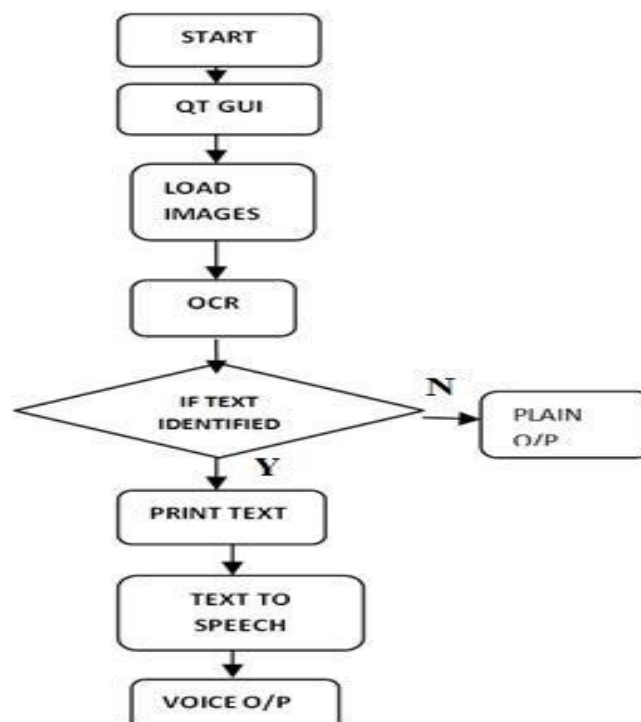 START
QT GUI
LOAD
IMAGES
OCR
IF TEXT
IDENTIFIED
N
PLAIN
O/P
Y
PRINT TEXT
TEXT TO
SPEECH
VOICE O/P